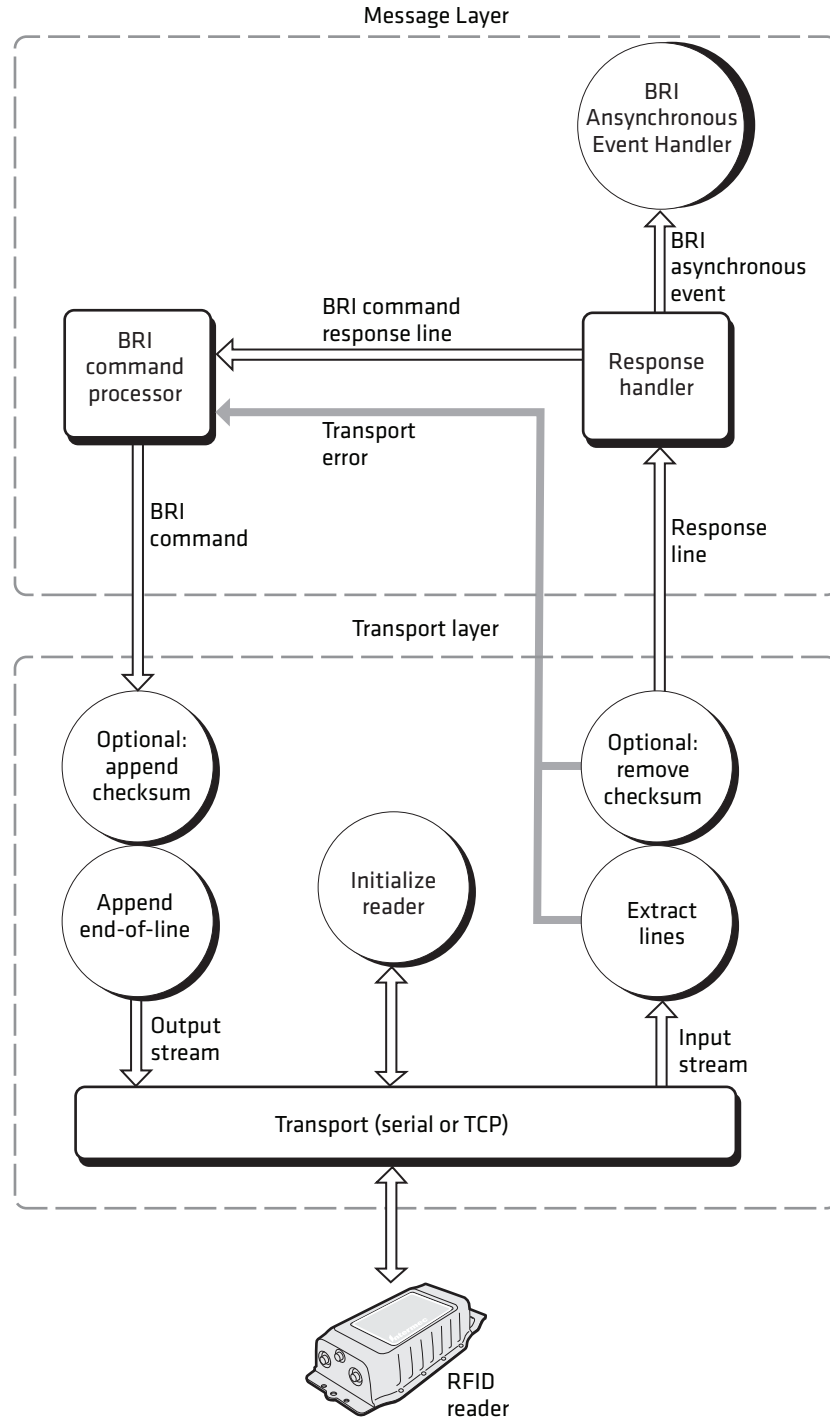 Message Layer
BRI
Ansynchronous
Event Handler
BRI
asynchronous
event
BRI command
response line
BRI
command
processor
Response
handler
Transport
error
BRI
command
Response
line
Transport layer
Optional:
append
checksum
Optional:
remove
checksum
Initialize
reader
Append
end-of-line
Extract
lines
Output
stream
Input
stream
Transport (serial or TCP)
RFID
reader